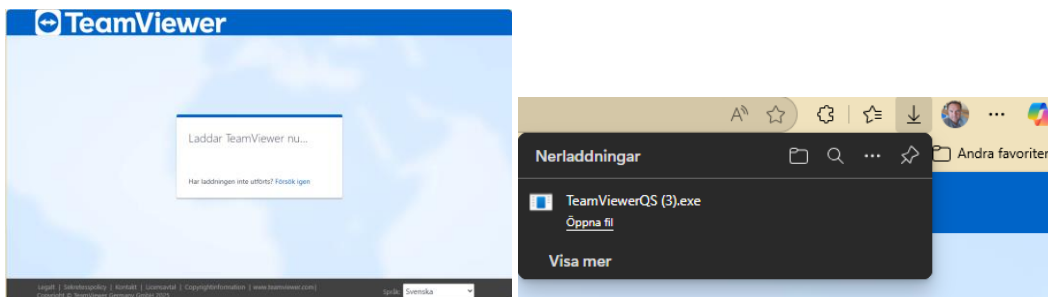 TeamViewer
Laddar TeamViewer nu...
Har laddningen inte utförts? Försök igen
Legalt | Sekretesspolicy | Kontakt | Licensavtal | Copyrightinformation | www.teamviewer.com|
Copyright © TeamViewer Germany GmbH 2025
Språk: Svenska
Andra favoriter
Nerladdningar
TeamViewerQS (3).exe
Öppna fil
Visa mer